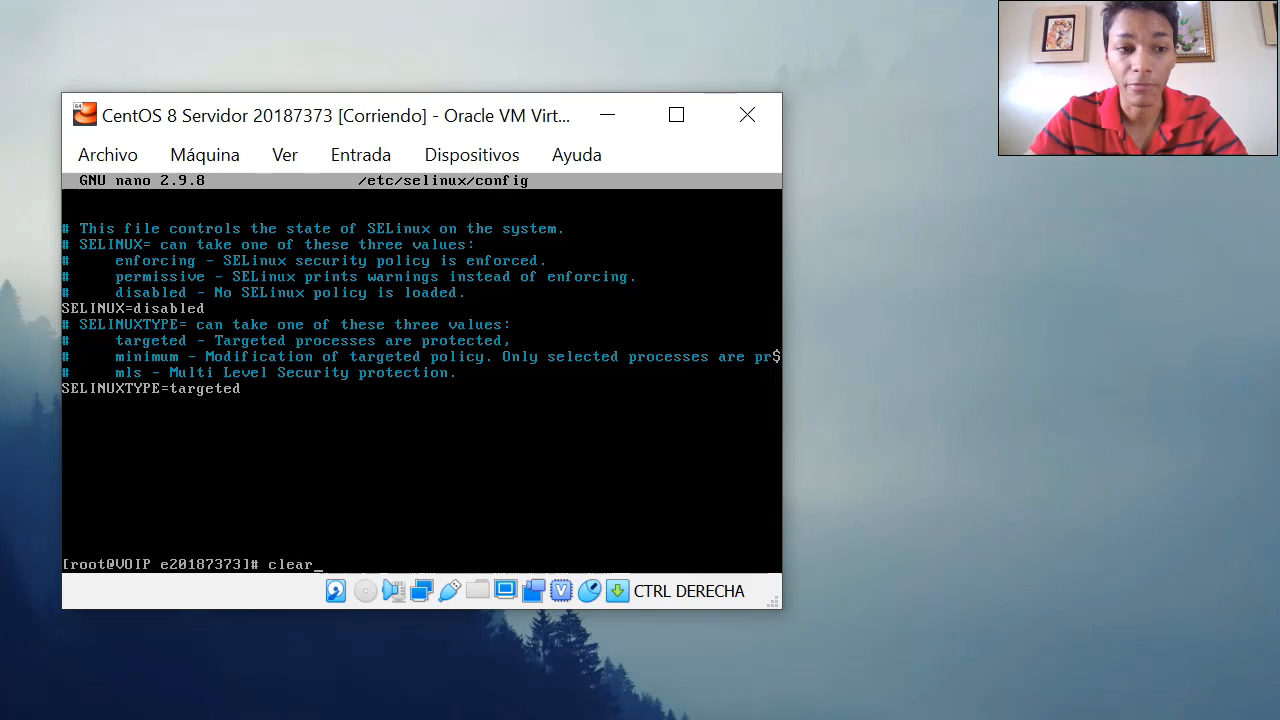 CentOS 8 Servidor 20187373 [Corriendo] - Oracle VM Virt...
Archivo Máquina Ver Entrada Dispositivos Ayuda
GNU nano 2.9.8 /etc/selinux/config
# This file controls the state of SELinux on the system.
# SELINUX= can take one of these three values:
# enforcing - SELinux security policy is enforced.
# permissive - SELinux prints warnings instead of enforcing.
# disabled - No SELinux policy is loaded.
SELINUX=disabled
# SELINUXTYPE= can take one of these three values:
# targeted - Targeted processes are protected,
# minimum - Modification of targeted policy. Only selected processes are pr$
# mls - Multi Level Security protection.
SELINUXTYPE=targeted
[root@VOIP e20187373]# clear_
CTRL DERECHA